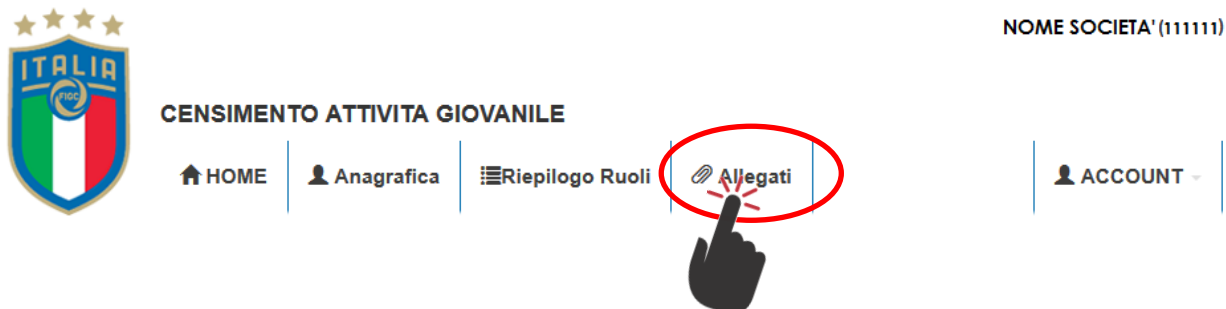 NOME SOCIETA' (111111)
ITALIA
FIGC
CENSIMENTO ATTIVITA GIOVANILE
HOME Anagrafica Riepilogo Ruoli Allegati ACCOUNT